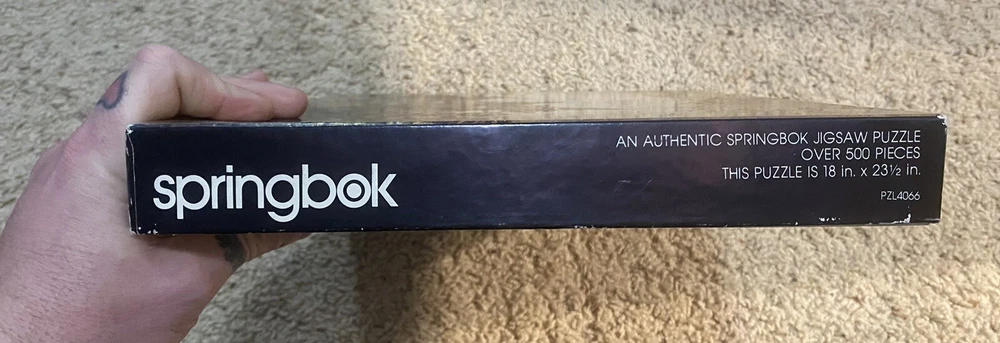 springbok
AN AUTHENTIC SPRINGBOK JIGSAW PUZZLE
OVER 500 PIECES
THIS PUZZLE IS 18 in. x 23½ in.
PZL4066